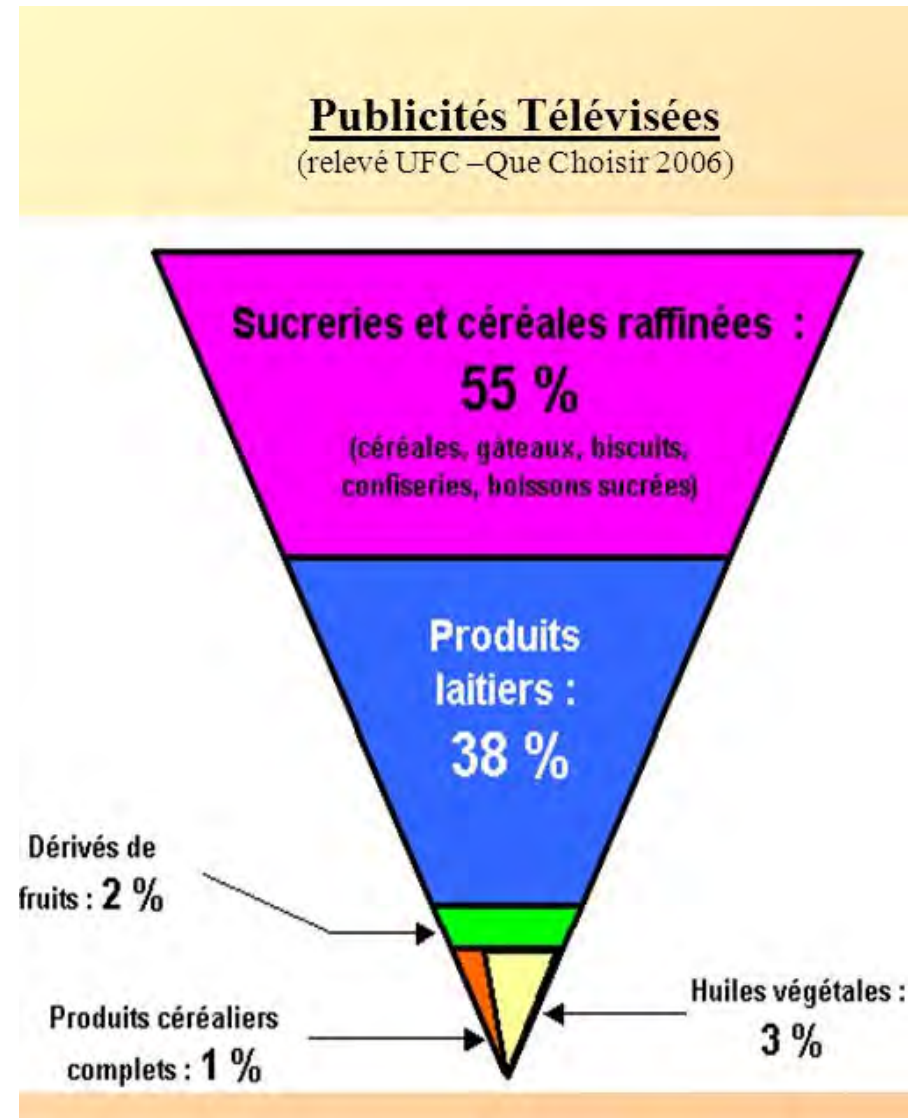 Publicités Télévisées
(relevé UFC –Que Choisir 2006)
Sucreries et céréales raffinées :
55 %
(céréales, gâteaux, biscuits,
confiseries, boissons sucrées)
Produits
laitiers :
38 %
Dérivés de
fruits : 2 %
Produits céréaliers
complets : 1 %
Huiles végétales :
3 %